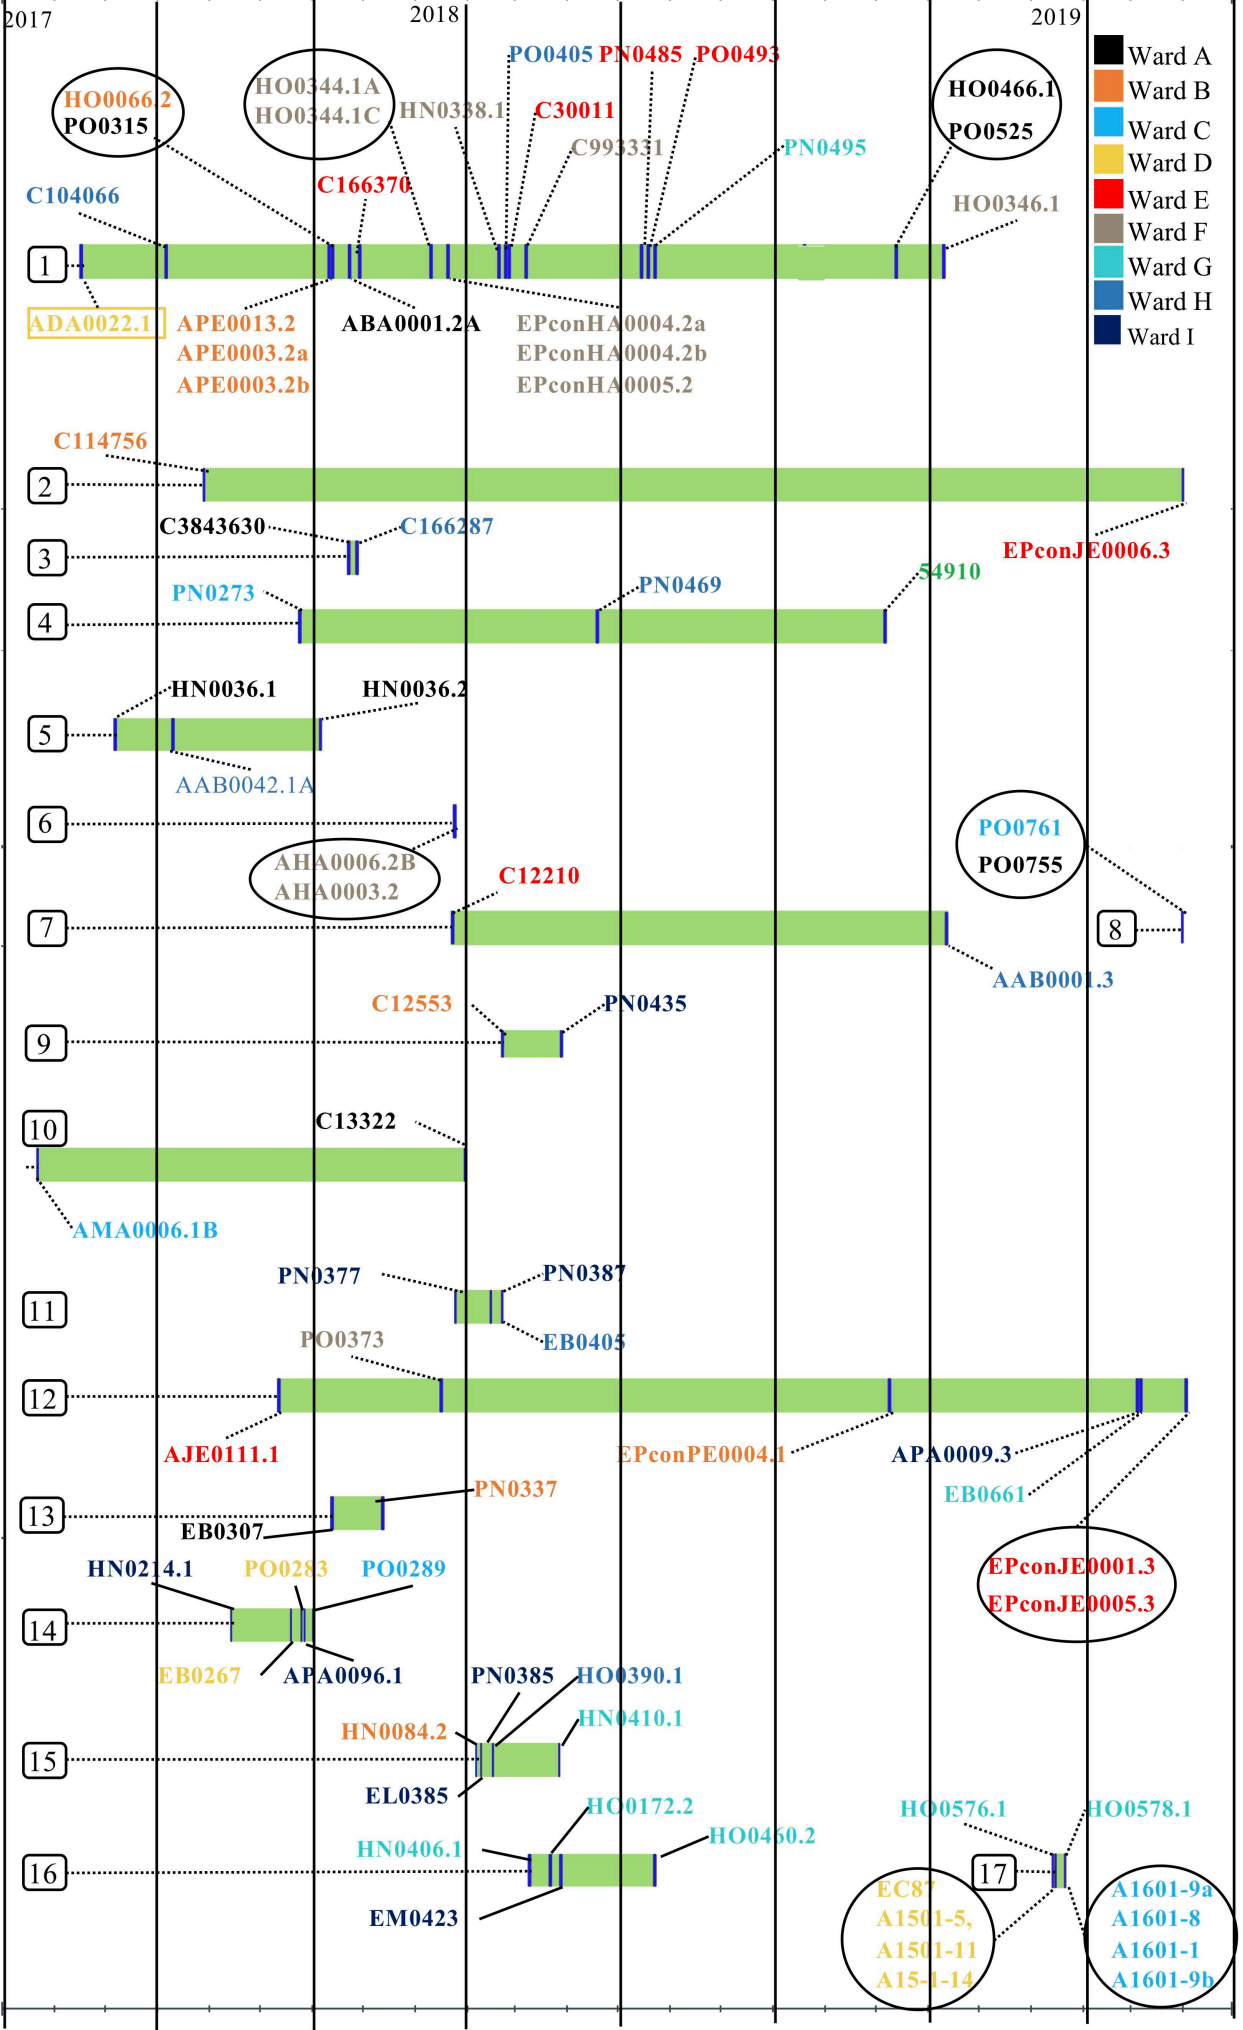 2017
2018
2019
Ward A
Ward B
Ward C
Ward D
Ward E
Ward F
Ward G
Ward H
Ward I
PO0405 PN0485 PO0493
HO0066.2
PO0315
HO0344.1A
HO0344.1C
HN0338.1
C30011
C993331
PN0495
HO0466.1
PO0525
C104066
C166370
HO0346.1
1
ADA0022.1
APE0013.2
APE0003.2a
APE0003.2b
ABA0001.2A
EPconHA0004.2a
EPconHA0004.2b
EPconHA0005.2
C114756
2
EPconJE0006.3
C3843630
C166287
3
54910
PN0273
PN0469
4
HN0036.1
HN0036.2
5
AAB0042.1A
6
AHA0006.2B
AHA0003.2
PO0761
PO0755
C12210
7
8
AAB0001.3
C12553
PN0435
9
10
C13322
AMA0006.1B
PN0377
PN0387
11
EB0405
PO0373
12
AJE0111.1
EPconPE0004.1
APA0009.3
EB0661
EPconJE0001.3
EPconJE0005.3
PN0337
13
EB0307
HN0214.1
PO0283
PO0289
14
EB0267
APA0096.1
PN0385
HO0390.1
HN0084.2
HN0410.1
15
EL0385
HO0172.2
HN0406.1
HO0460.2
16
EM0423
HO0576.1
HO0578.1
17
EC87
A1501-5,
A1501-11
A15-1-14
A1601-9a
A1601-8
A1601-1
A1601-9b